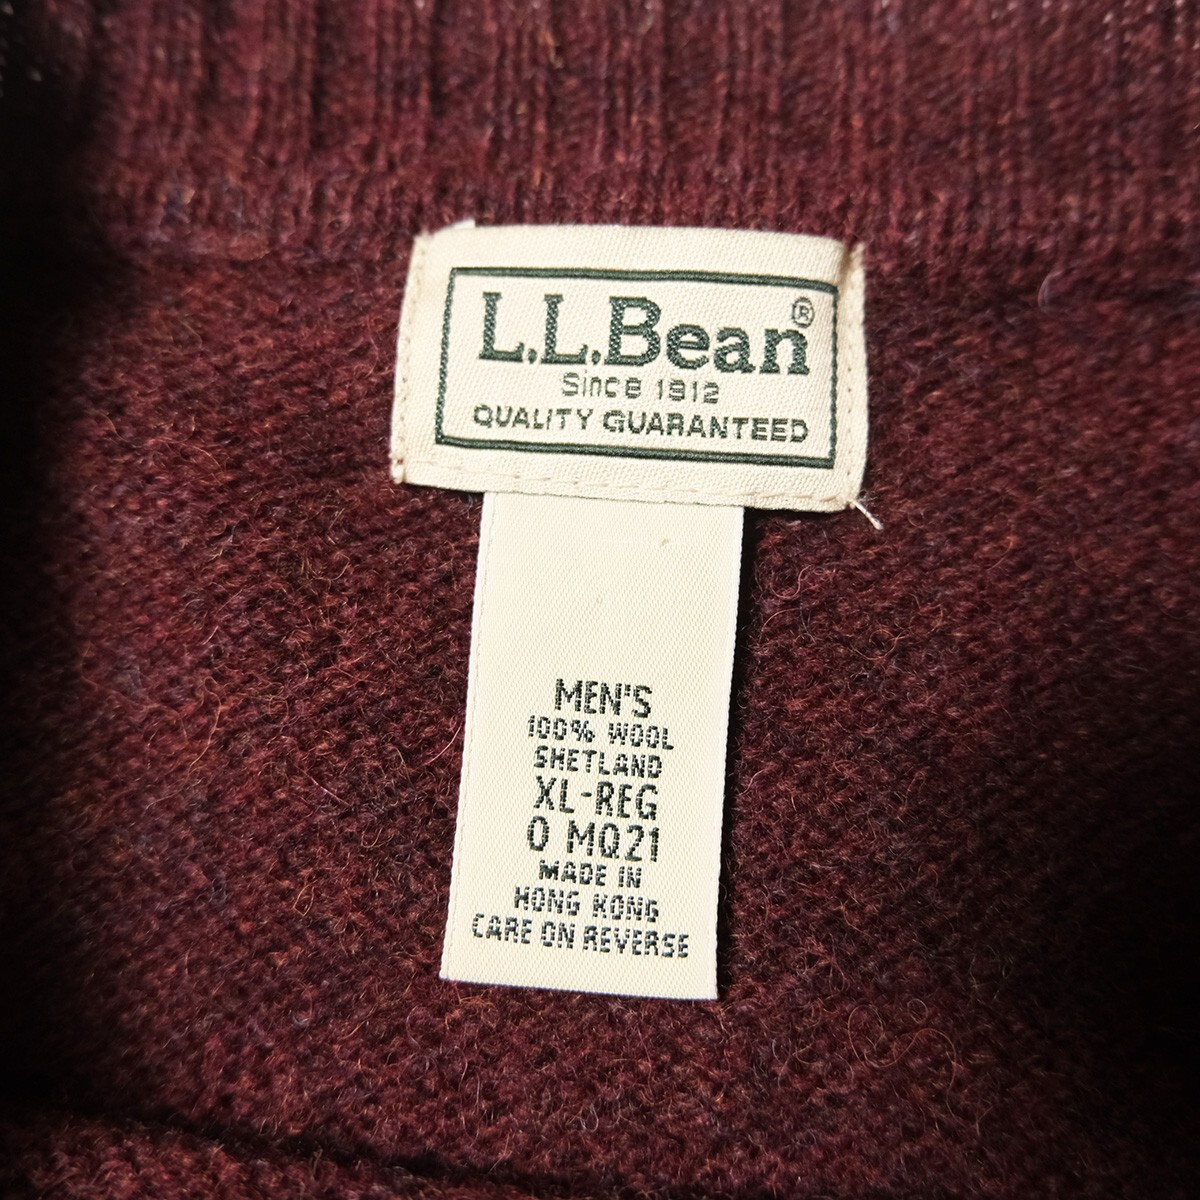 L.L.Bean®
Since 1912
QUALITY GUARANTEED
MEN'S
100% WOOL
SHETLAND
XL-REG
0 MQ21
MADE IN
HONG KONG
CARE ON REVERSE